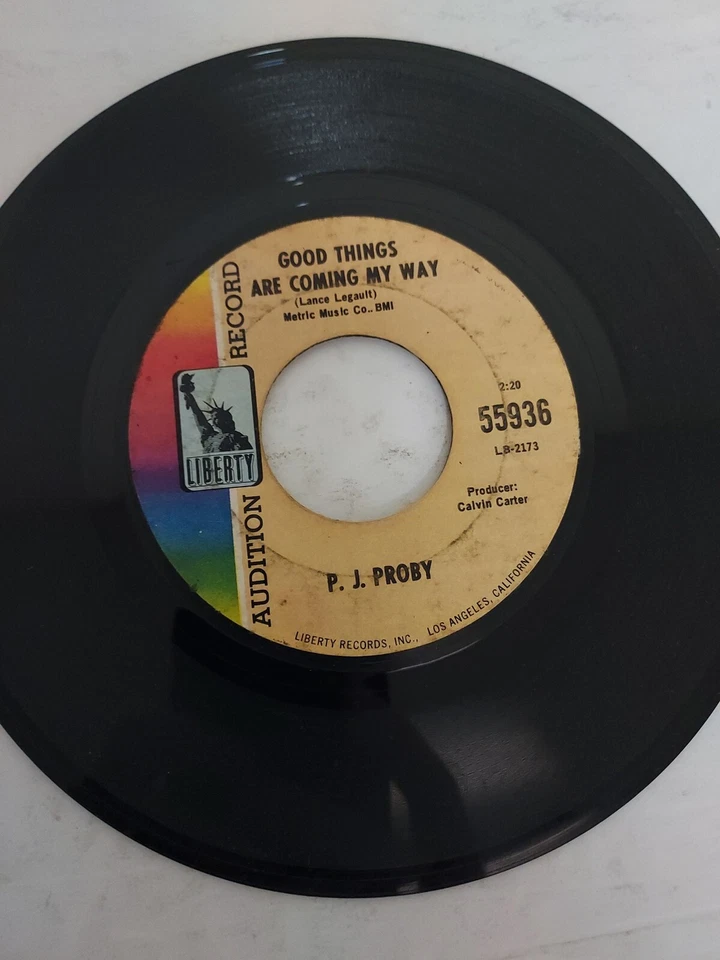 GOOD THINGS
ARE COMING MY WAY
(Lance Legault)
Metric Music Co.. BMI
AUDITION RECORD
LIBERTY
2:20
55936
LB-2173
Producer:
Calvin Carter
P. J. PROBY
LIBERTY RECORDS, INC., LOS ANGELES, CALIFORNIA